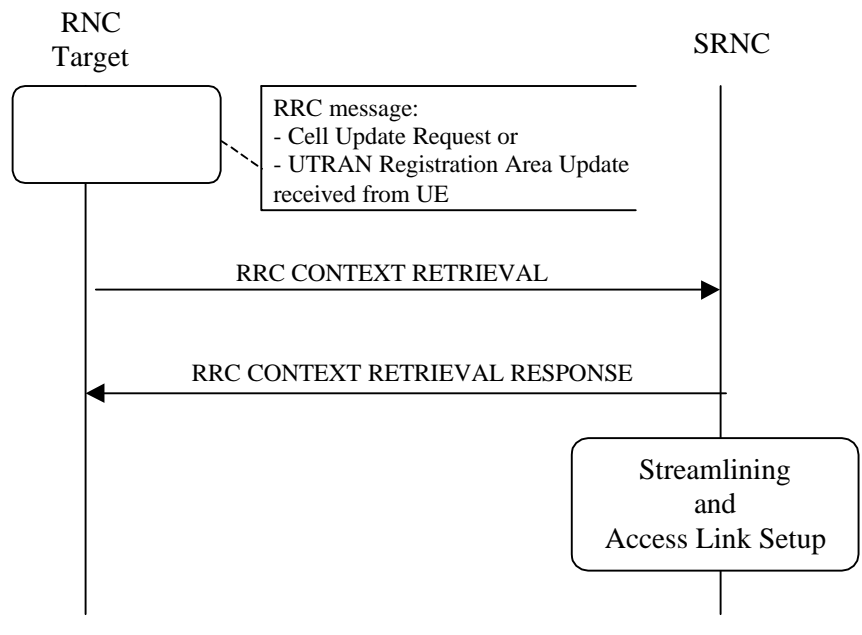 RNC
Target
SRNC
RRC message:
- Cell Update Request or
- UTRAN Registration Area Update
received from UE
RRC CONTEXT RETRIEVAL
RRC CONTEXT RETRIEVAL RESPONSE
Streamlining
and
Access Link Setup